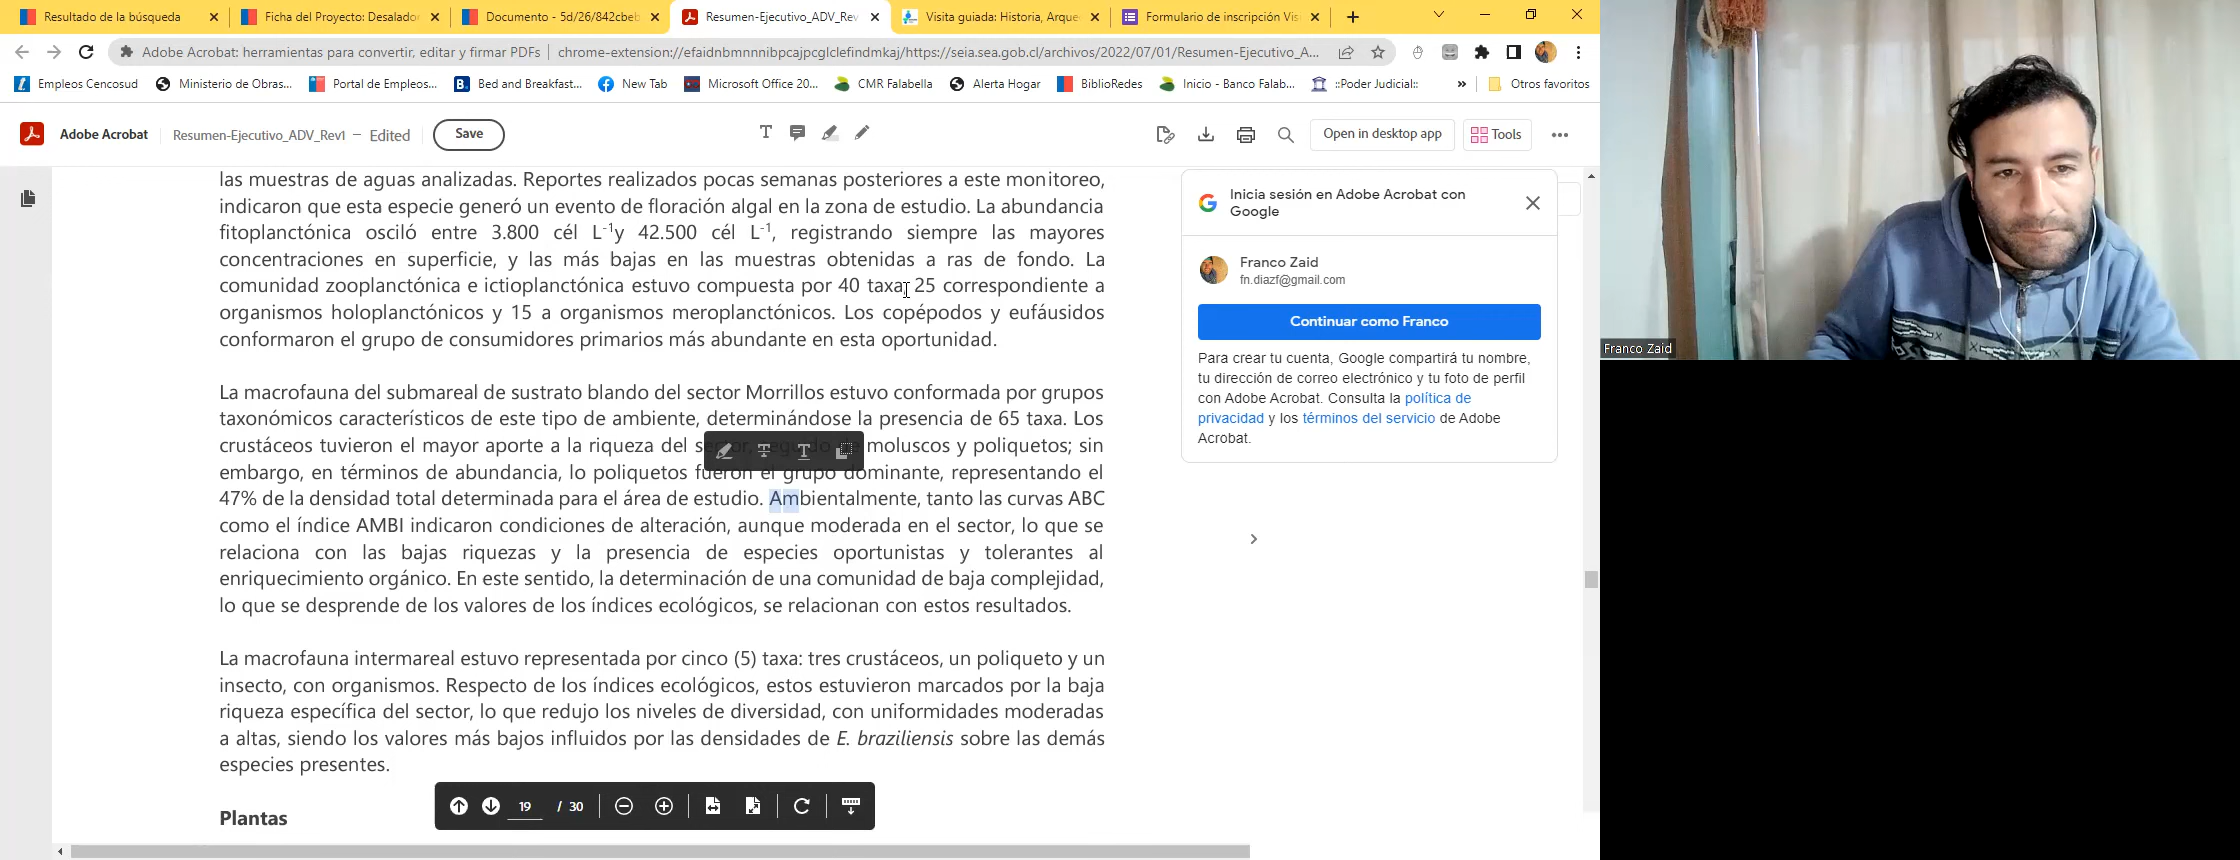 Resultado de la búsqueda
Ficha del Proyecto: Desalador
Documento - 5d/26/842cbeb
Resumen-Ejecutivo_ADV_Rev
Visita guiada: Historia, Arque
Formulario de inscripción Visi
Adobe Acrobat: herramientas para convertir, editar y firmar PDFs
chrome-extension://efaidnbmnnnibpcajpcglclefindmkaj/https://seia.sea.gob.cl/archivos/2022/07/01/Resumen-Ejecutivo_A...
Empleos Cencosud
Ministerio de Obras...
Portal de Empleos...
Bed and Breakfast...
New Tab
Microsoft Office 20...
CMR Falabella
Alerta Hogar
BiblioRedes
Inicio - Banco Falab...
::Poder Judicial::
»
Otros favoritos
Adobe Acrobat
Resumen-Ejecutivo_ADV_Rev1 — Edited
Save
Open in desktop app
Tools
las muestras de aguas analizadas. Reportes realizados pocas semanas posteriores a este monitoreo,
indicaron que esta especie generó un evento de floración algal en la zona de estudio. La abundancia
fitoplanctónica osciló entre 3.800 cél L-1y 42.500 cél L-1, registrando siempre las mayores
concentraciones en superficie, y las más bajas en las muestras obtenidas a ras de fondo. La
comunidad zooplanctónica e ictioplanctónica estuvo compuesta por 40 taxa, 25 correspondiente a
organismos holoplanctónicos y 15 a organismos meroplanctónicos. Los copépodos y eufáusidos
conformaron el grupo de consumidores primarios más abundante en esta oportunidad.
La macrofauna del submareal de sustrato blando del sector Morrillos estuvo conformada por grupos
taxonómicos característicos de este tipo de ambiente, determinándose la presencia de 65 taxa. Los
crustáceos tuvieron el mayor aporte a la riqueza del sector, seguido de moluscos y poliquetos; sin
embargo, en términos de abundancia, lo poliquetos fueron el grupo dominante, representando el
47% de la densidad total determinada para el área de estudio. Ambientalmente, tanto las curvas ABC
como el índice AMBI indicaron condiciones de alteración, aunque moderada en el sector, lo que se
relaciona con las bajas riquezas y la presencia de especies oportunistas y tolerantes al
enriquecimiento orgánico. En este sentido, la determinación de una comunidad de baja complejidad,
lo que se desprende de los valores de los índices ecológicos, se relacionan con estos resultados.
La macrofauna intermareal estuvo representada por cinco (5) taxa: tres crustáceos, un poliqueto y un
insecto, con organismos. Respecto de los índices ecológicos, estos estuvieron marcados por la baja
riqueza específica del sector, lo que redujo los niveles de diversidad, con uniformidades moderadas
a altas, siendo los valores más bajos influidos por las densidades de E. braziliensis sobre las demás
especies presentes.
Plantas
19 / 30
Inicia sesión en Adobe Acrobat con
Google
Franco Zaid
fn.diazf@gmail.com
Continuar como Franco
Para crear tu cuenta, Google compartirá tu nombre,
tu dirección de correo electrónico y tu foto de perfil
con Adobe Acrobat. Consulta la política de
privacidad y los términos del servicio de Adobe
Acrobat.
Franco Zaid